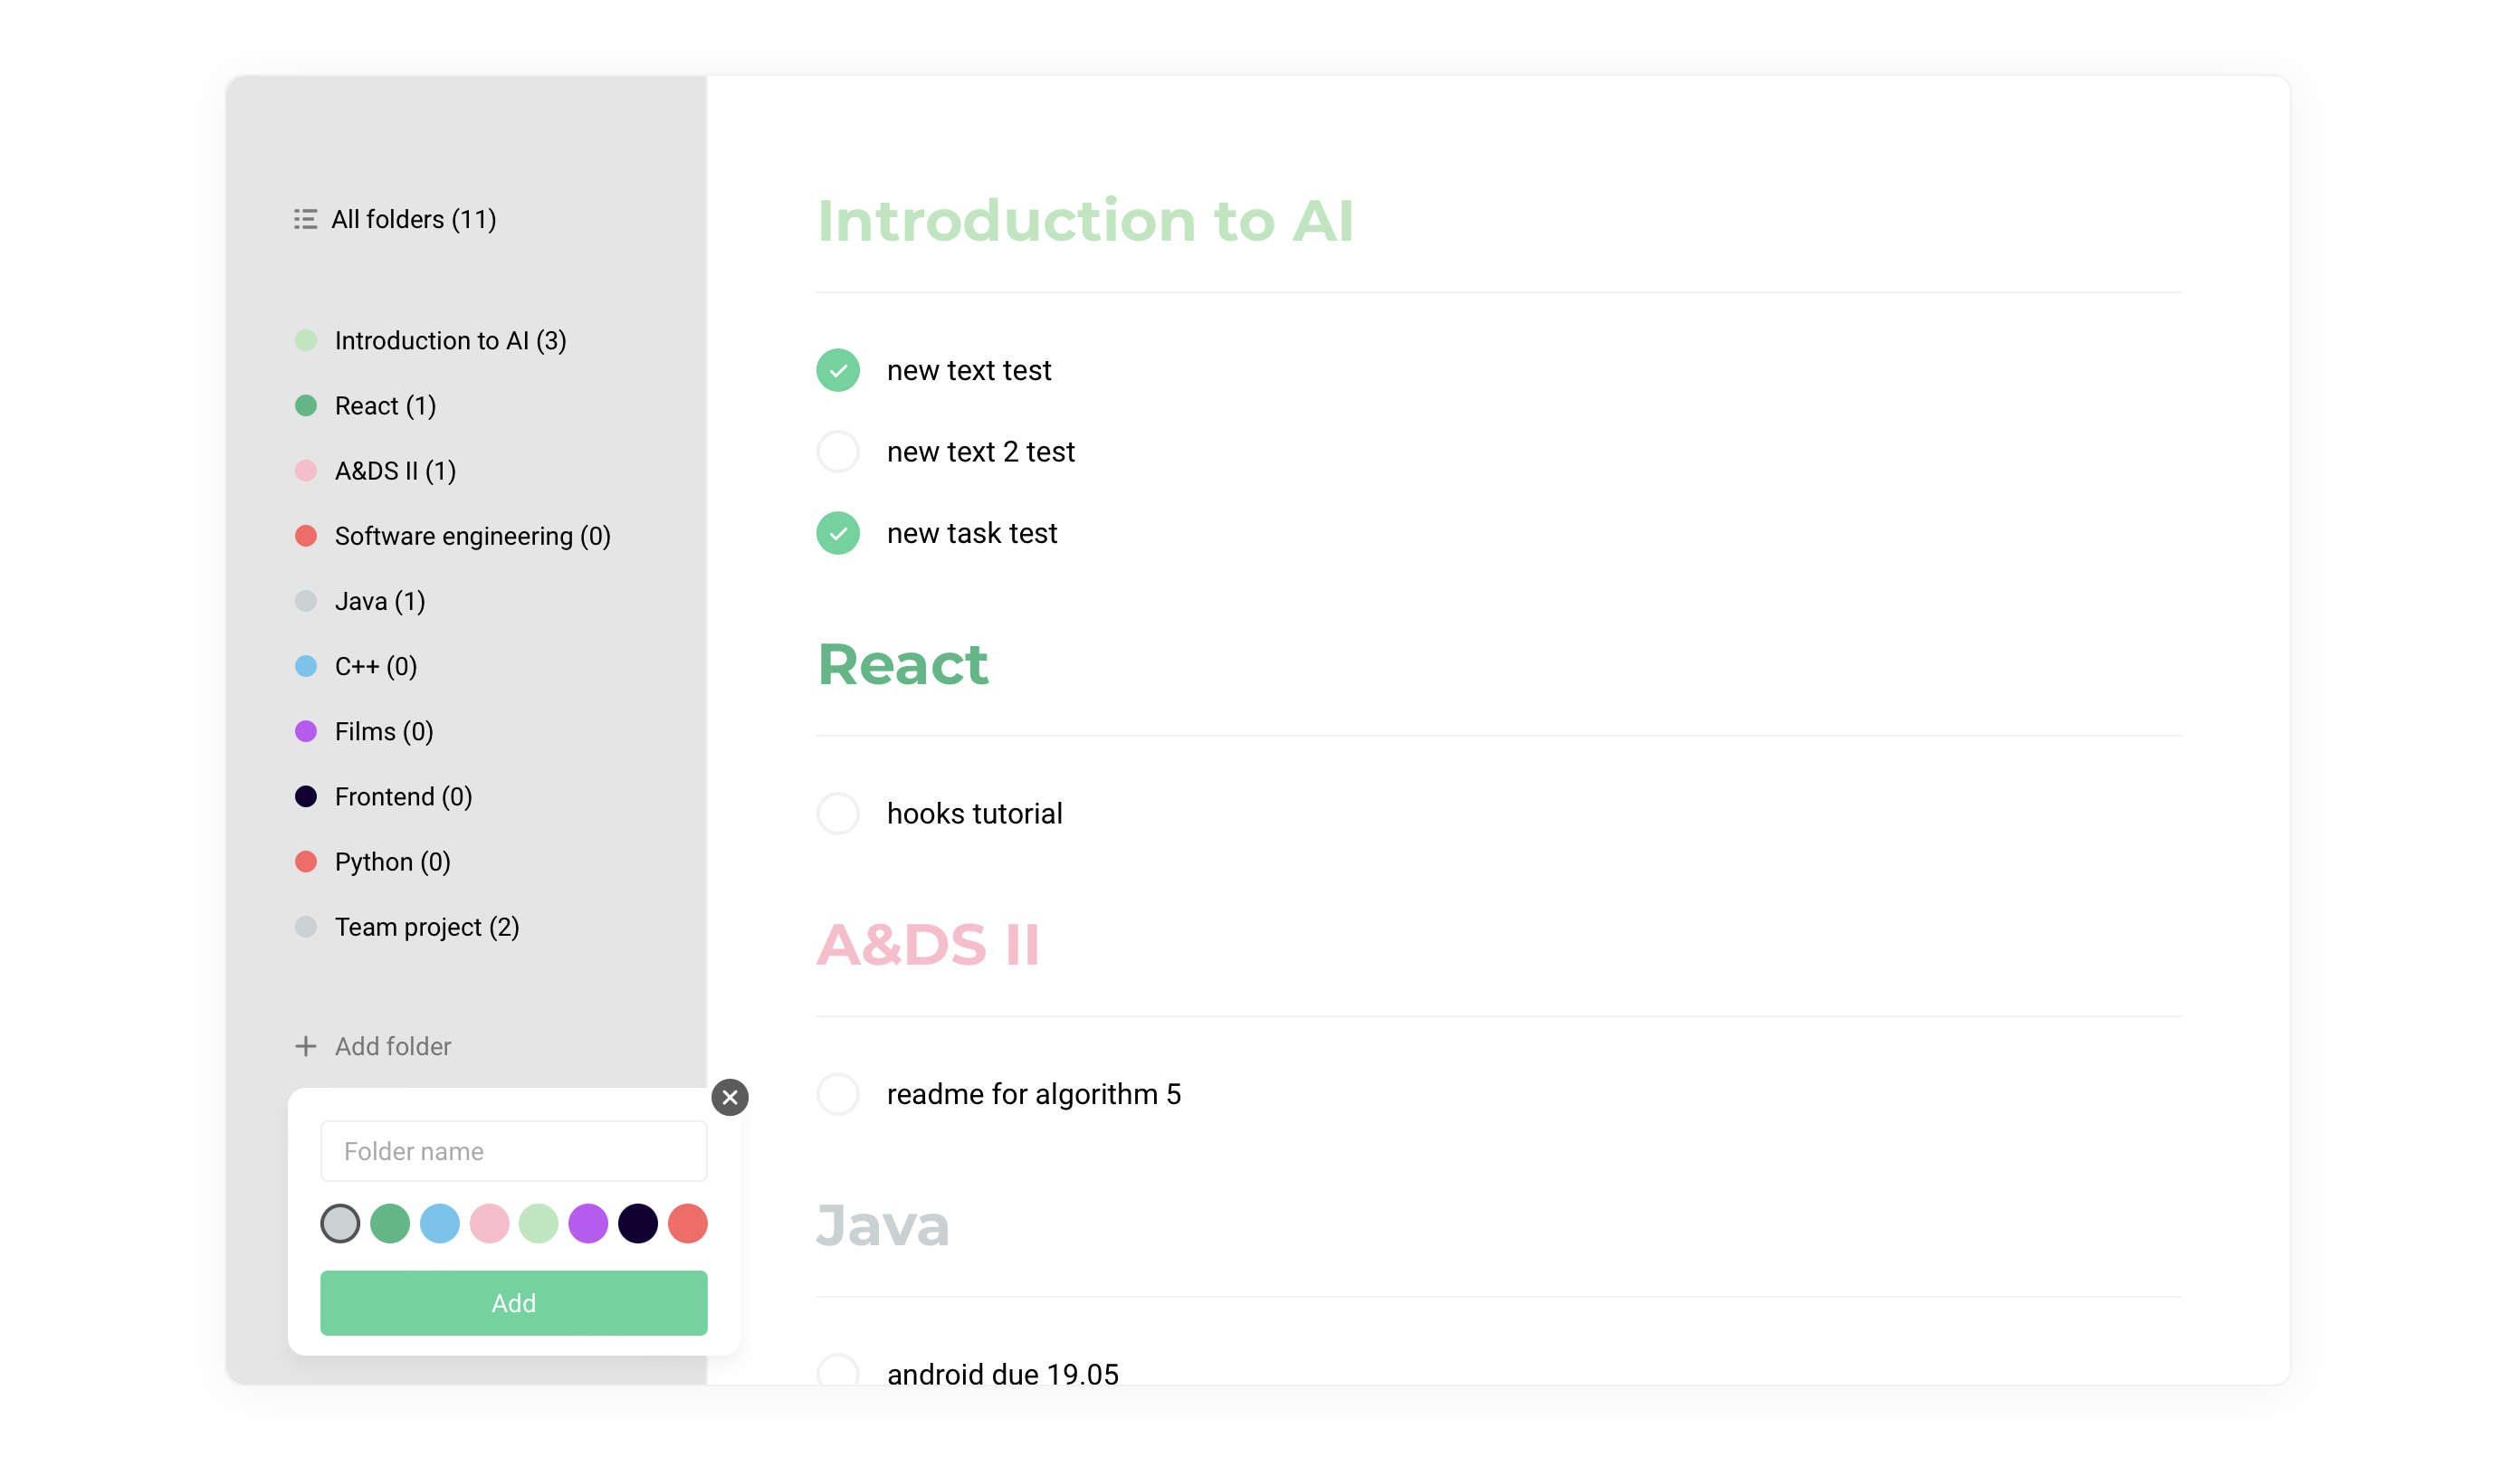 All folders (11)
Introduction to AI (3)
React (1)
A&DS II (1)
Software engineering (0)
Java (1)
C++ (0)
Films (0)
Frontend (0)
Python (0)
Team project (2)
Add folder
Folder name
Add
Introduction to AI
new text test
new text 2 test
new task test
React
hooks tutorial
A&DS II
readme for algorithm 5
Java
android due 19.05